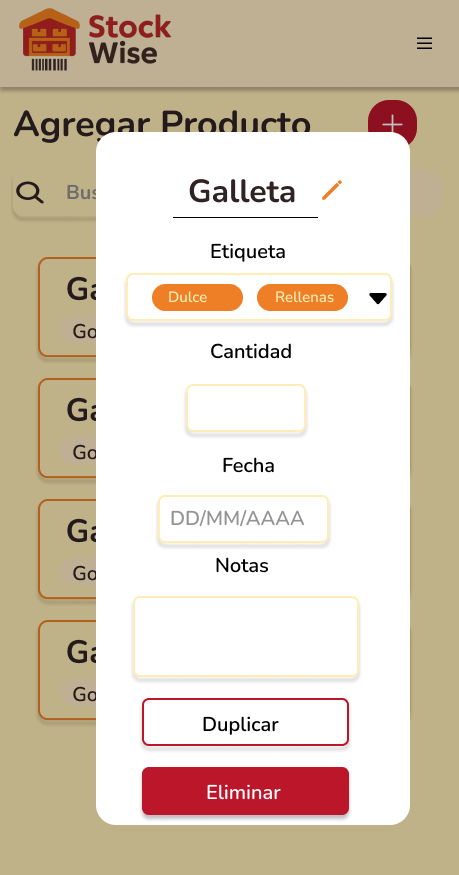 Stock
Wise
Agregar Producto
Bus
Galleta
Etiqueta
Dulce Rellenas
Cantidad
Fecha
DD/MM/AAAA
Notas
Duplicar
Eliminar
Ga
Go
Ga
Go
Ga
Go
Ga
Go